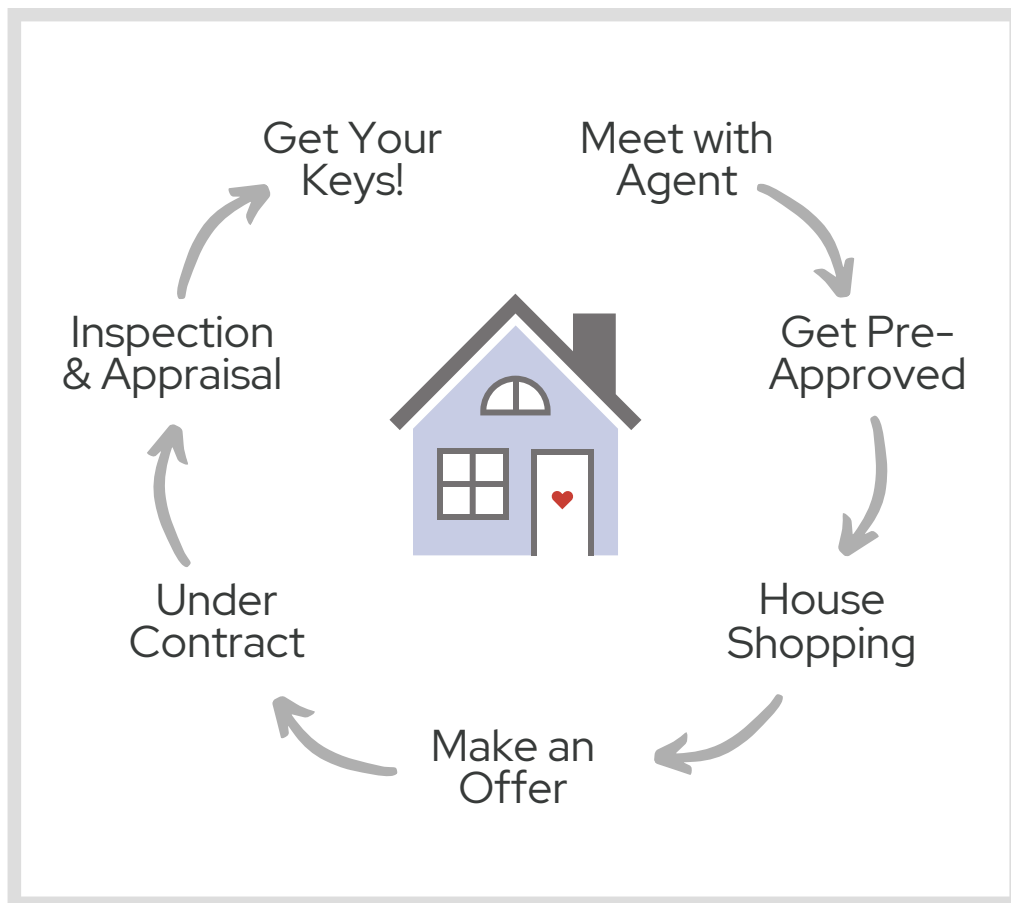 Meet with
Agent
Get Pre-
Approved
House
Shopping
Make an
Offer
Under
Contract
Inspection
& Appraisal
Get Your
Keys!